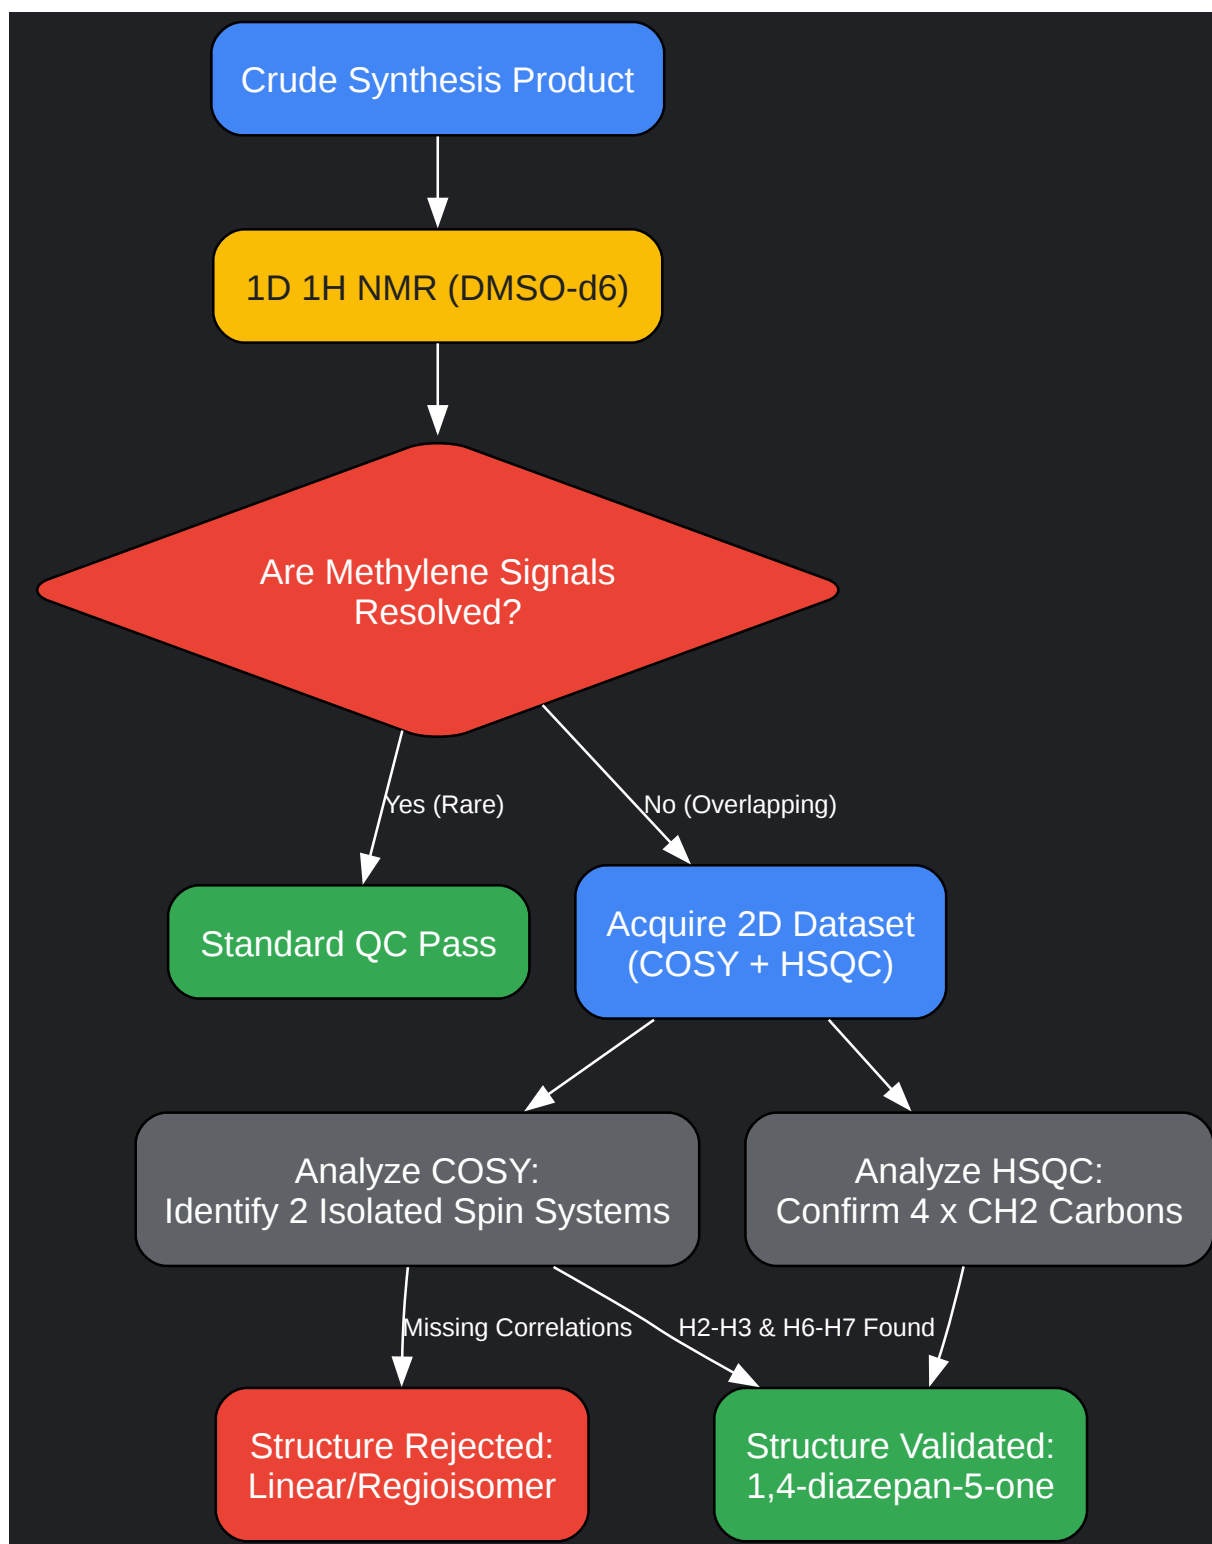 Crude Synthesis Product
1D 1H NMR (DMSO-d6)
Are Methylene Signals
Resolved?
Yes (Rare)
No (Overlapping)
Standard QC Pass
Acquire 2D Dataset
(COSY + HSQC)
Analyze COSY:
Identify 2 Isolated Spin Systems
Analyze HSQC:
Confirm 4 x CH2 Carbons
Missing Correlations
H2-H3 & H6-H7 Found
Structure Rejected:
Linear/Regioisomer
Structure Validated:
1,4-diazepan-5-one